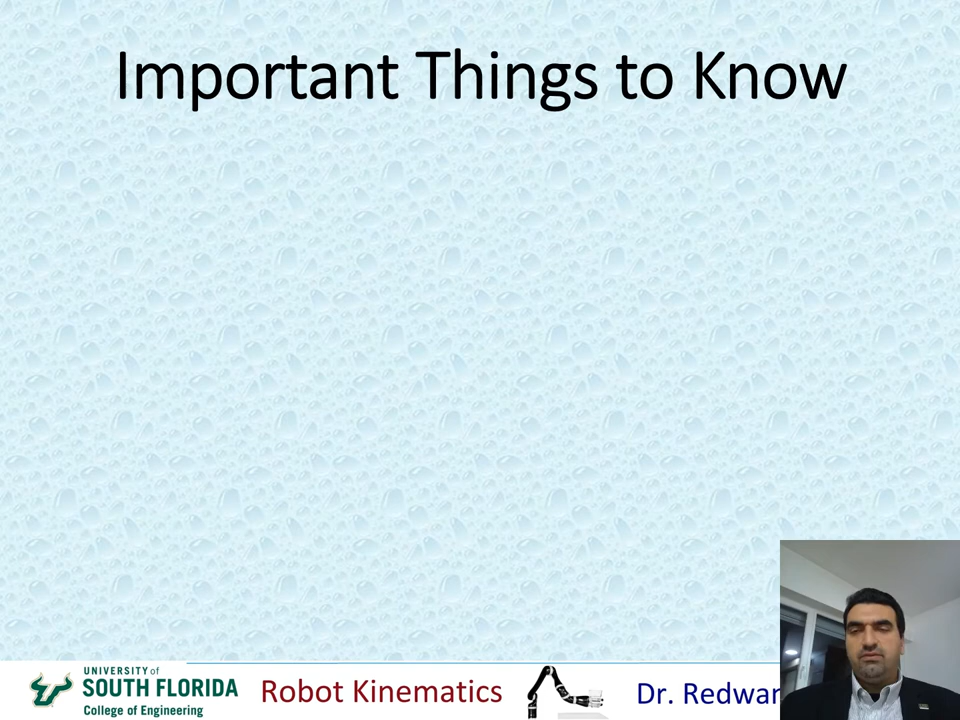 Important Things to Know
UNIVERSITY of
SOUTH FLORIDA
College of Engineering
Robot Kinematics
Dr. Redwan